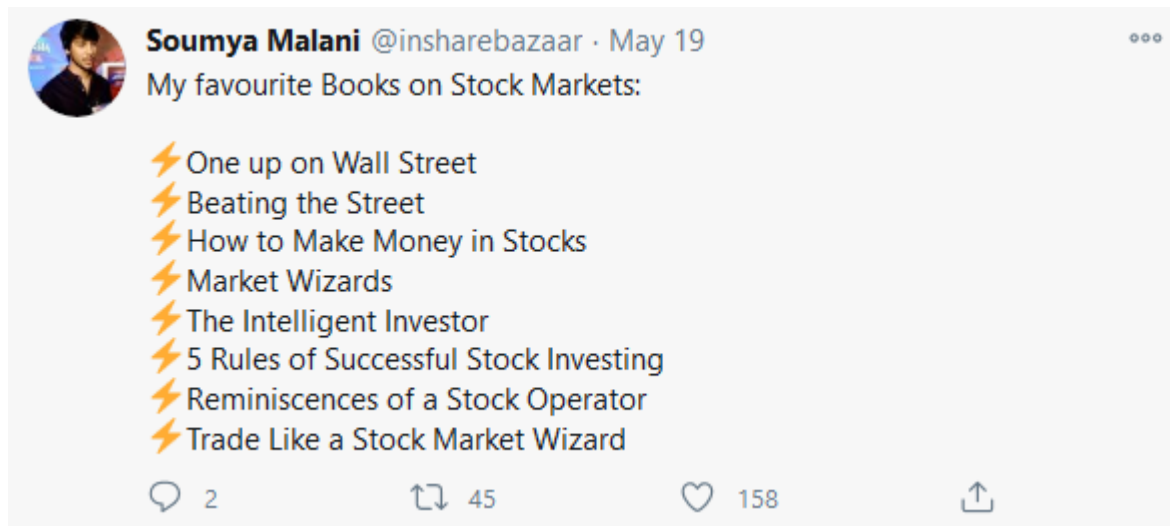 Soumya Malani @insharebazaar · May 19
My favourite Books on Stock Markets:
⚡One up on Wall Street
⚡Beating the Street
⚡How to Make Money in Stocks
⚡Market Wizards
⚡The Intelligent Investor
⚡5 Rules of Successful Stock Investing
⚡Reminiscences of a Stock Operator
⚡Trade Like a Stock Market Wizard
2 45 158